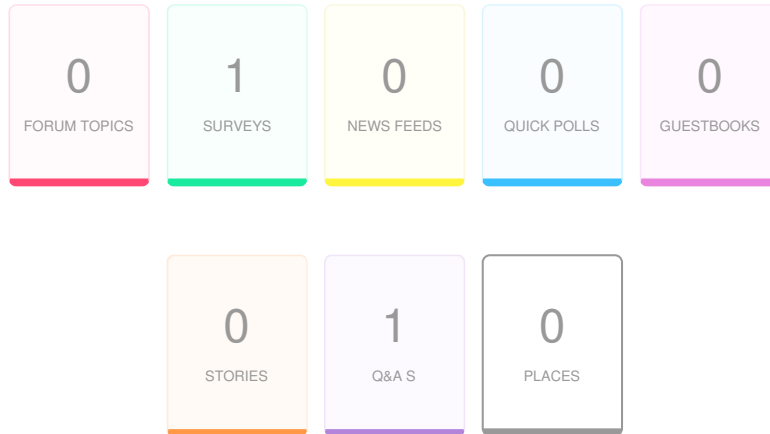 0 1 0 0 0
FORUM TOPICS SURVEYS NEWS FEEDS QUICK POLLS GUESTBOOKS
0 1 0
STORIES Q&A S PLACES